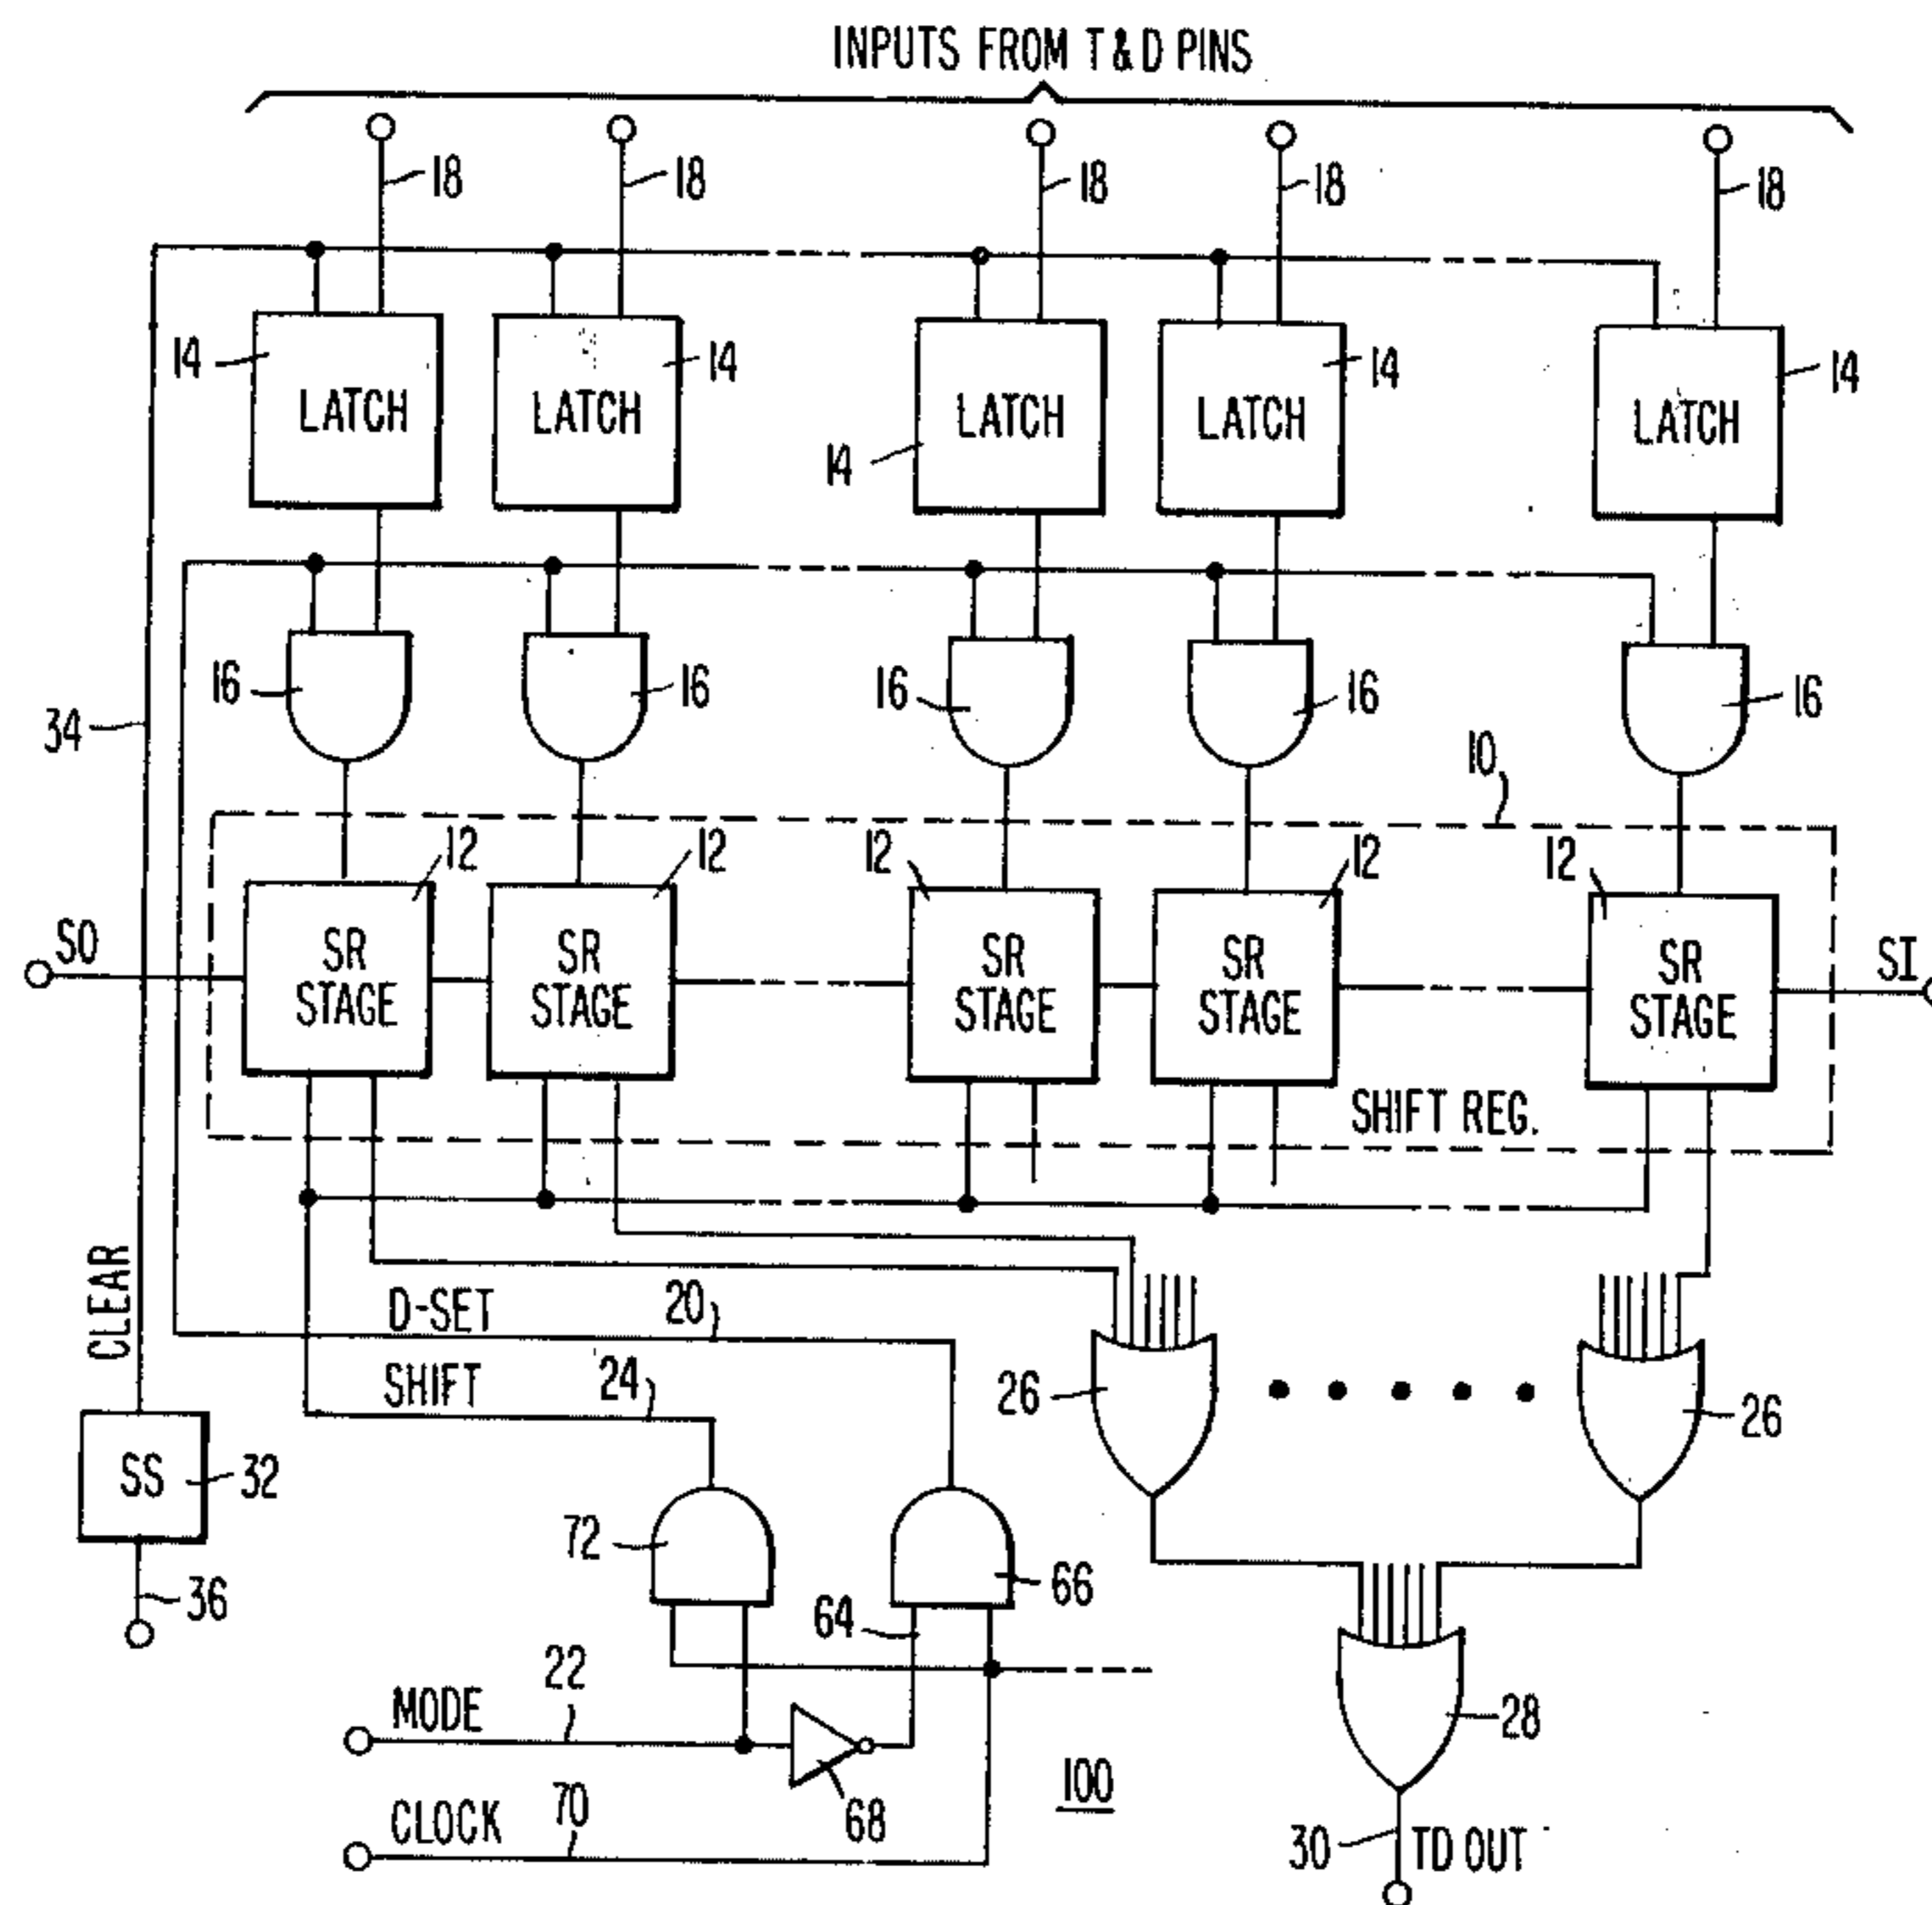 INPUTS FROM T & D PINS
18 18 18 18 18
14 LATCH
LATCH 14
14 LATCH
LATCH 14
LATCH 14
34
16 16 16 16 16
10
12 12 12 12 12
SO
SR STAGE
SR STAGE
SR STAGE
SR STAGE
SR STAGE
SI
SHIFT REG.
CLEAR
D-SET 20
SHIFT 24
26 26
SS 32
72
66
36
64
MODE 22
68
28
100
CLOCK 70
30 TD OUT